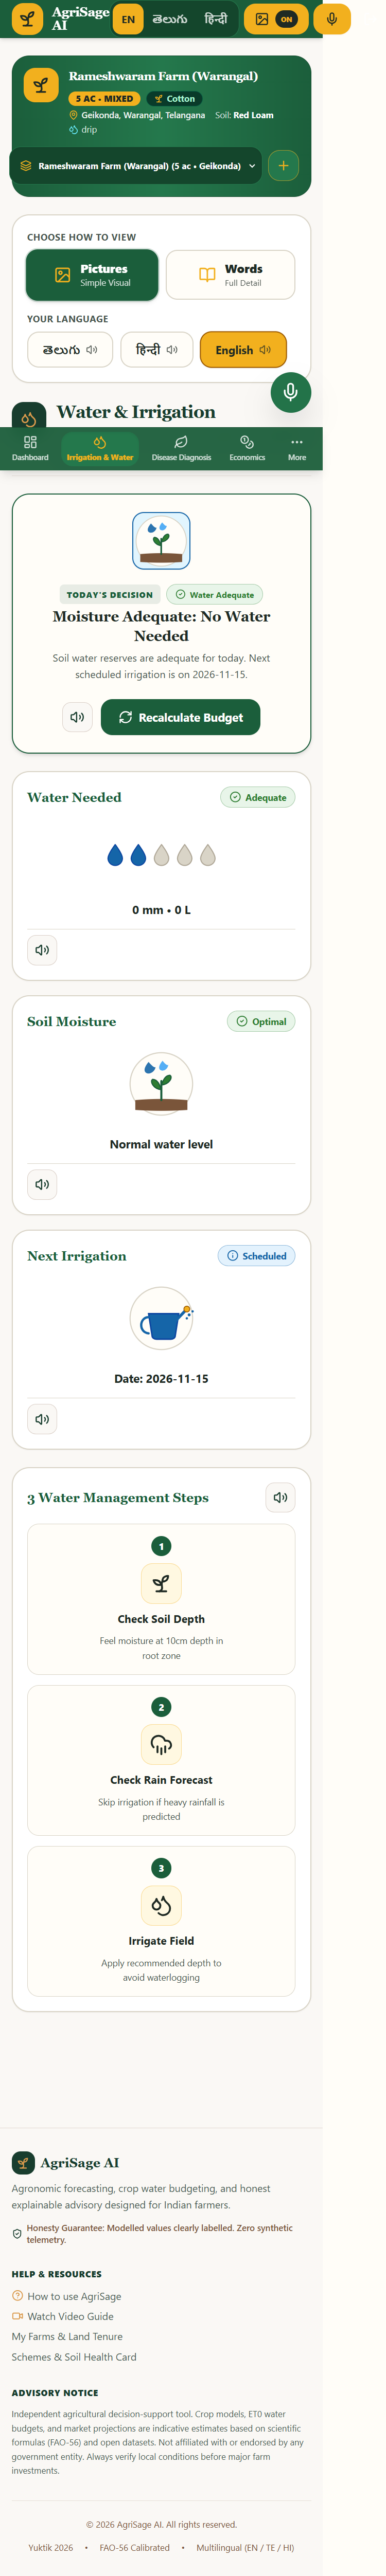 AgriSage
AI
EN
తెలుగు
हिन्दी
ON
Rameshwaram Farm (Warangal)
5 AC • MIXED
Cotton
Geikonda, Warangal, Telangana
Soil: Red Loam
drip
Rameshwaram Farm (Warangal) (5 ac • Geikonda)
CHOOSE HOW TO VIEW
Pictures
Simple Visual
Words
Full Detail
YOUR LANGUAGE
తెలుగు
हिन्दी
English
Water & Irrigation
Dashboard
Irrigation & Water
Disease Diagnosis
Economics
More
TODAY'S DECISION
Water Adequate
Moisture Adequate: No Water
Needed
Soil water reserves are adequate for today. Next
scheduled irrigation is on 2026-11-15.
Recalculate Budget
Water Needed
Adequate
0 mm • 0 L
Soil Moisture
Optimal
Normal water level
Next Irrigation
Scheduled
Date: 2026-11-15
3 Water Management Steps
1
Check Soil Depth
Feel moisture at 10cm depth in
root zone
2
Check Rain Forecast
Skip irrigation if heavy rainfall is
predicted
3
Irrigate Field
Apply recommended depth to
avoid waterlogging
AgriSage AI
Agronomic forecasting, crop water budgeting, and honest
explainable advisory designed for Indian farmers.
Honesty Guarantee: Modelled values clearly labelled. Zero synthetic
telemetry.
HELP & RESOURCES
How to use AgriSage
Watch Video Guide
My Farms & Land Tenure
Schemes & Soil Health Card
ADVISORY NOTICE
Independent agricultural decision-support tool. Crop models, ET0 water
budgets, and market projections are indicative estimates based on scientific
formulas (FAO-56) and open datasets. Not affiliated with or endorsed by any
government entity. Always verify local conditions before major farm
investments.
© 2026 AgriSage AI. All rights reserved.
Yuktik 2026 • FAO-56 Calibrated • Multilingual (EN / TE / HI)